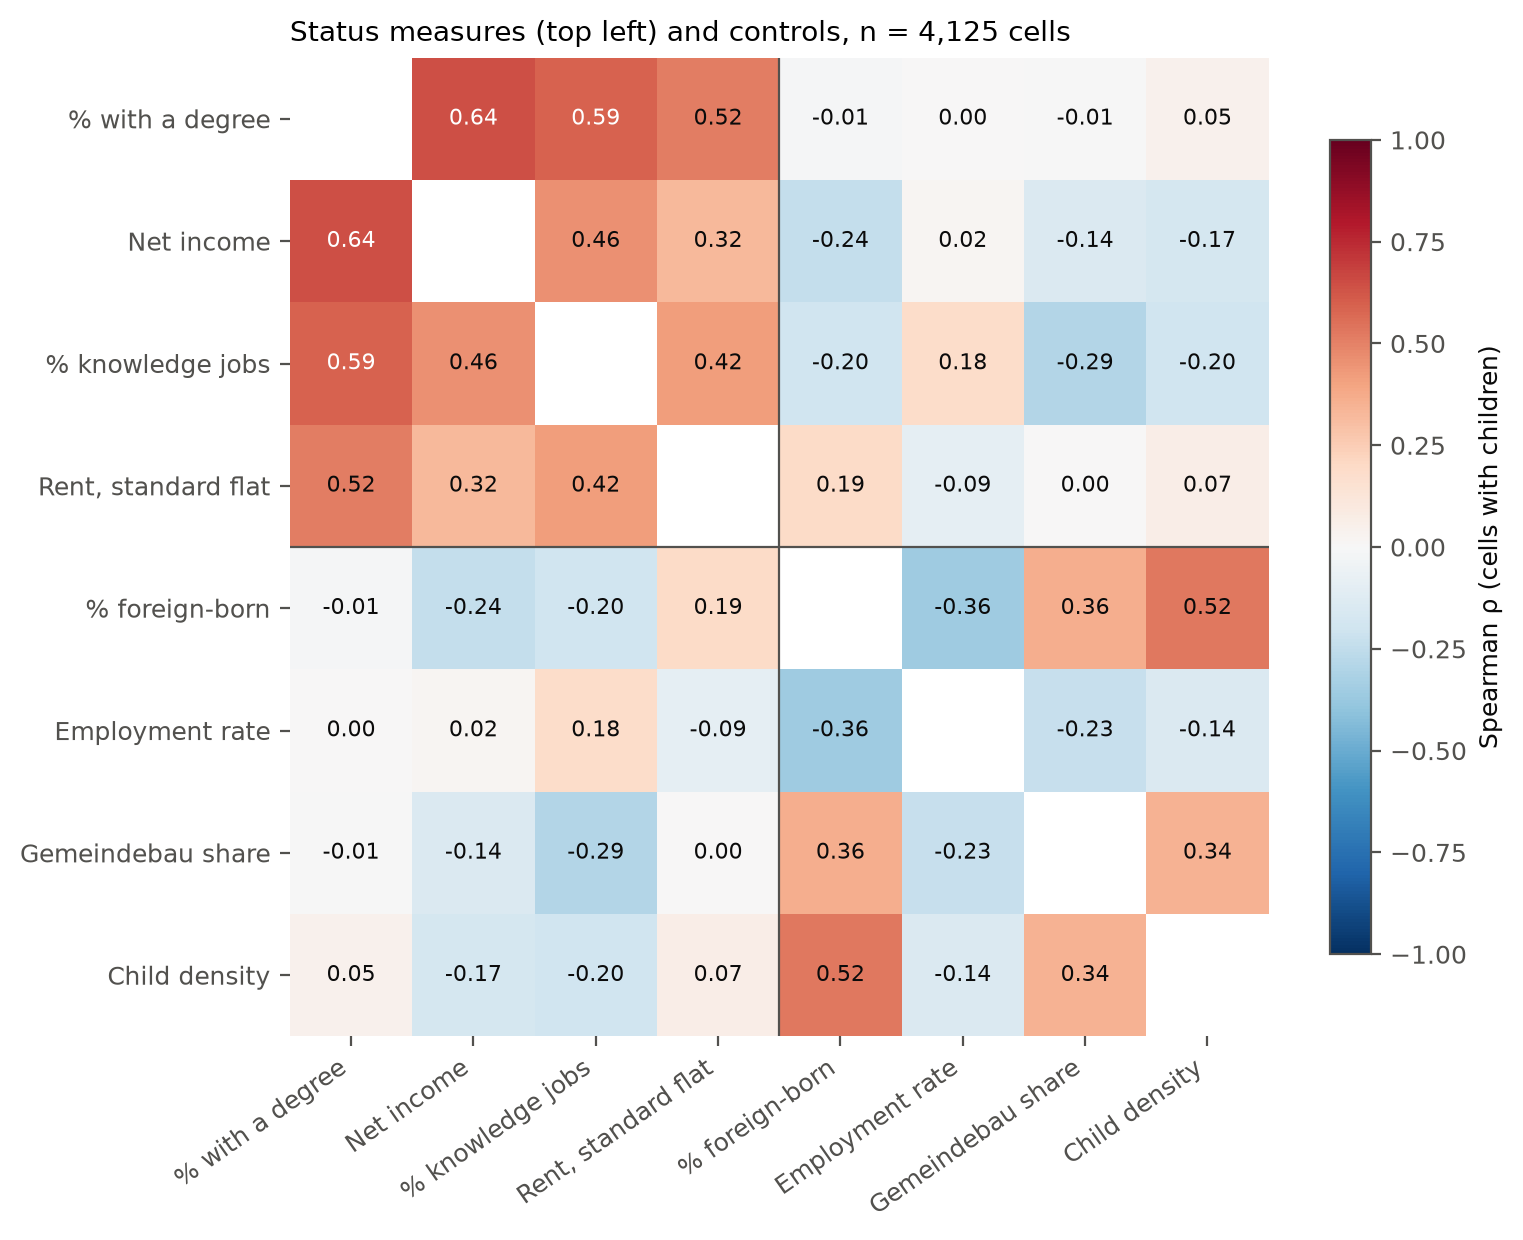 Status measures (top left) and controls, n = 4,125 cells
% with a degree 0.64 0.59 0.52 -0.01 0.00 -0.01 0.05
Net income 0.64 0.46 0.32 -0.24 0.02 -0.14 -0.17
% knowledge jobs 0.59 0.46 0.42 -0.20 0.18 -0.29 -0.20
Rent, standard flat 0.52 0.32 0.42 0.19 -0.09 0.00 0.07
% foreign-born -0.01 -0.24 -0.20 0.19 -0.36 0.36 0.52
Employment rate 0.00 0.02 0.18 -0.09 -0.36 -0.23 -0.14
Gemeindebau share -0.01 -0.14 -0.29 0.00 0.36 -0.23 0.34
Child density 0.05 -0.17 -0.20 0.07 0.52 -0.14 0.34
% with a degree
Net income
% knowledge jobs
Rent, standard flat
% foreign-born
Employment rate
Gemeindebau share
Child density
1.00
0.75
0.50
0.25
0.00
−0.25
−0.50
−0.75
−1.00
Spearman ρ (cells with children)